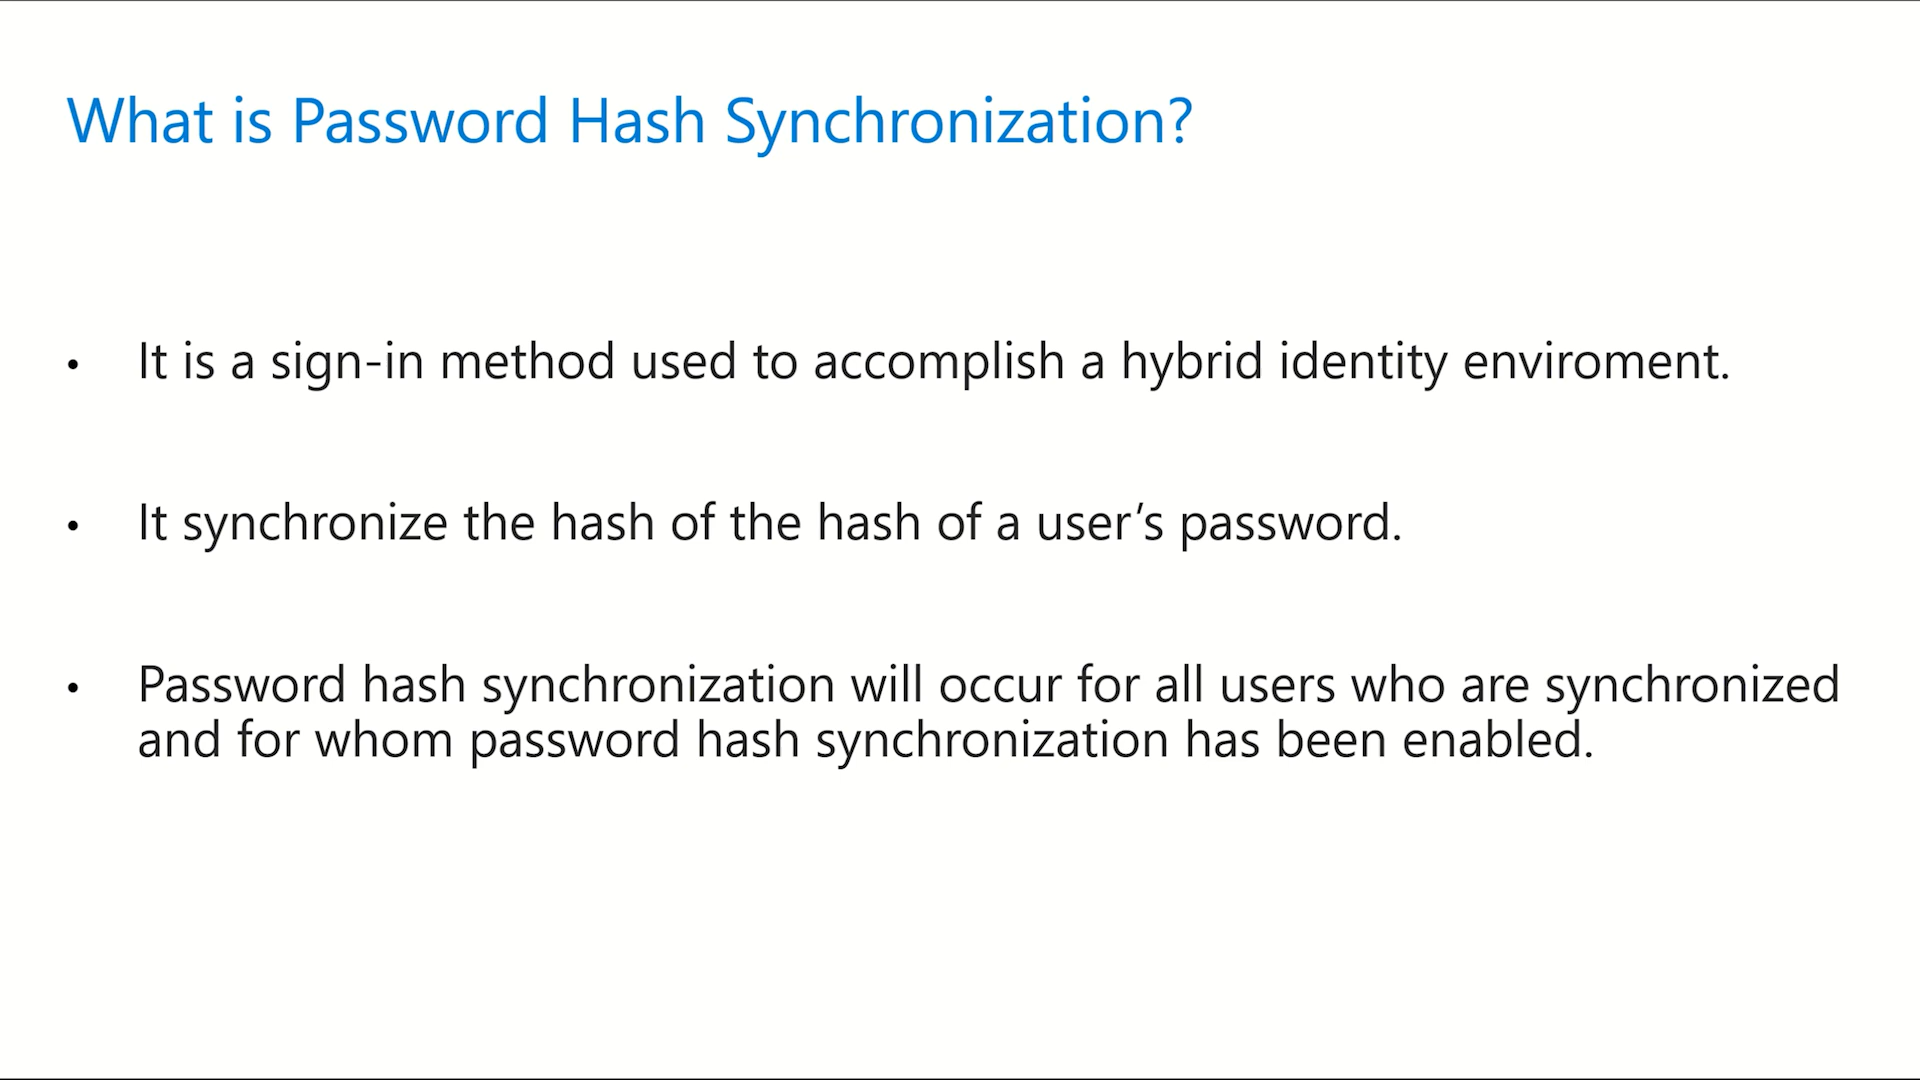 What is Password Hash Synchronization?
• It is a sign-in method used to accomplish a hybrid identity enviroment.
• It synchronize the hash of the hash of a user’s password.
• Password hash synchronization will occur for all users who are synchronized
and for whom password hash synchronization has been enabled.